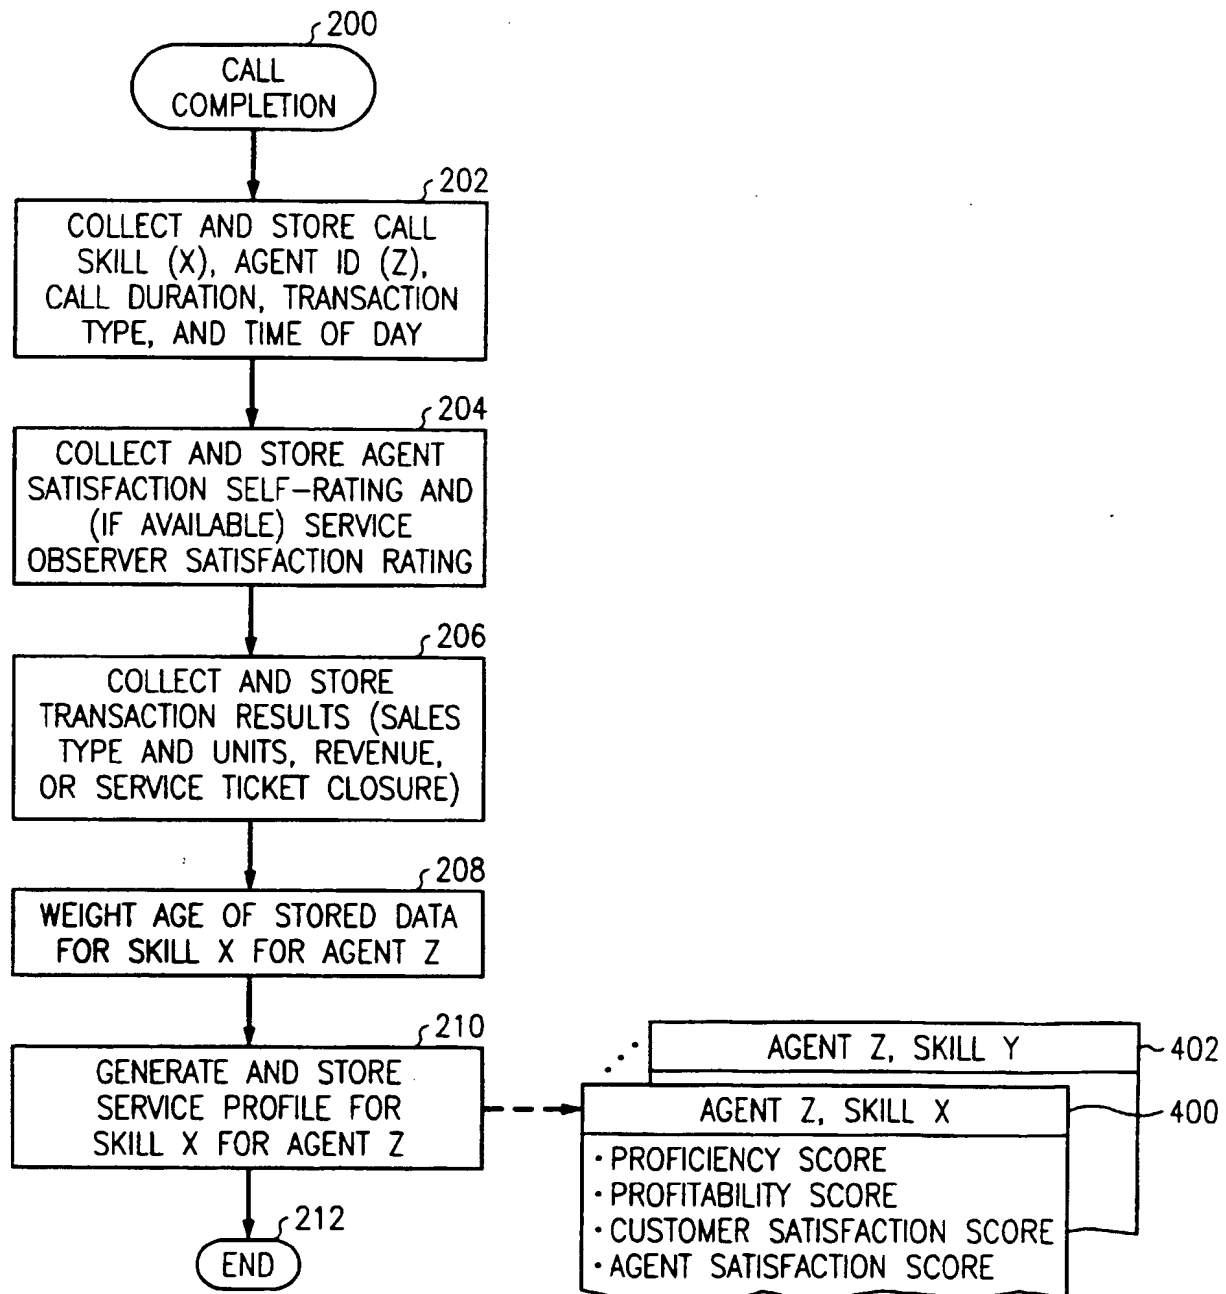 200
CALL
COMPLETION
202
COLLECT AND STORE CALL
SKILL (X), AGENT ID (Z),
CALL DURATION, TRANSACTION
TYPE, AND TIME OF DAY
204
COLLECT AND STORE AGENT
SATISFACTION SELF-RATING AND
(IF AVAILABLE) SERVICE
OBSERVER SATISFACTION RATING
206
COLLECT AND STORE
TRANSACTION RESULTS (SALES
TYPE AND UNITS, REVENUE,
OR SERVICE TICKET CLOSURE)
208
WEIGHT AGE OF STORED DATA
FOR SKILL X FOR AGENT Z
210
GENERATE AND STORE
SERVICE PROFILE FOR
SKILL X FOR AGENT Z
212
END
AGENT Z, SKILL Y
402
AGENT Z, SKILL X
400
· PROFICIENCY SCORE
· PROFITABILITY SCORE
· CUSTOMER SATISFACTION SCORE
· AGENT SATISFACTION SCORE